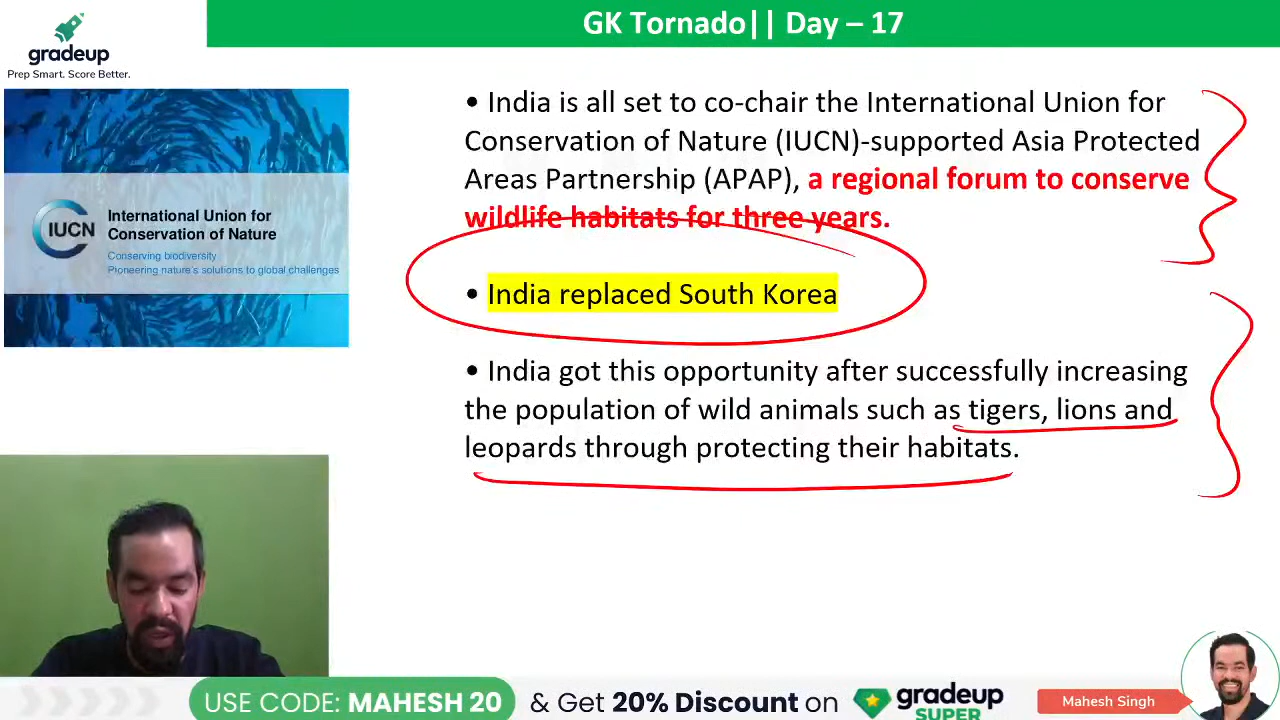 gradeup
Prep Smart. Score Better.
GK Tornado|| Day – 17
IUCN
International Union for
Conservation of Nature
Conserving biodiversity
Pioneering nature's solutions to global challenges
• India is all set to co-chair the International Union for
Conservation of Nature (IUCN)-supported Asia Protected
Areas Partnership (APAP), a regional forum to conserve
wildlife habitats for three years.
• India replaced South Korea
• India got this opportunity after successfully increasing
the population of wild animals such as tigers, lions and
leopards through protecting their habitats.
USE CODE: MAHESH 20 & Get 20% Discount on gradeup
SUPER
Mahesh Singh